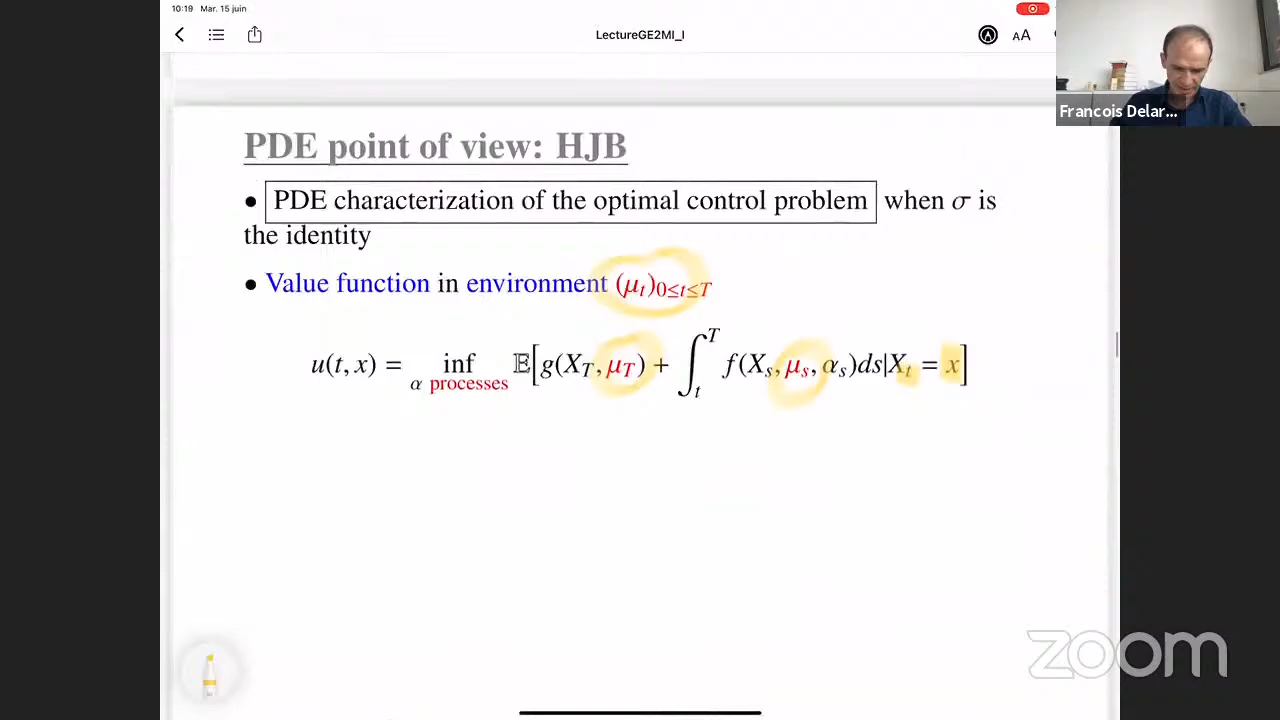 10:19 Mar. 15 juin
LectureGE2MI_I
AA
Francois Delar...
PDE point of view: HJB
• PDE characterization of the optimal control problem when σ is
the identity
• Value function in environment (μ_t)_{0≤t≤T}
u(t, x) = inf_{α processes} 𝔼[g(X_T, μ_T) + ∫_t^T f(X_s, μ_s, α_s)ds|X_t = x]
zoom